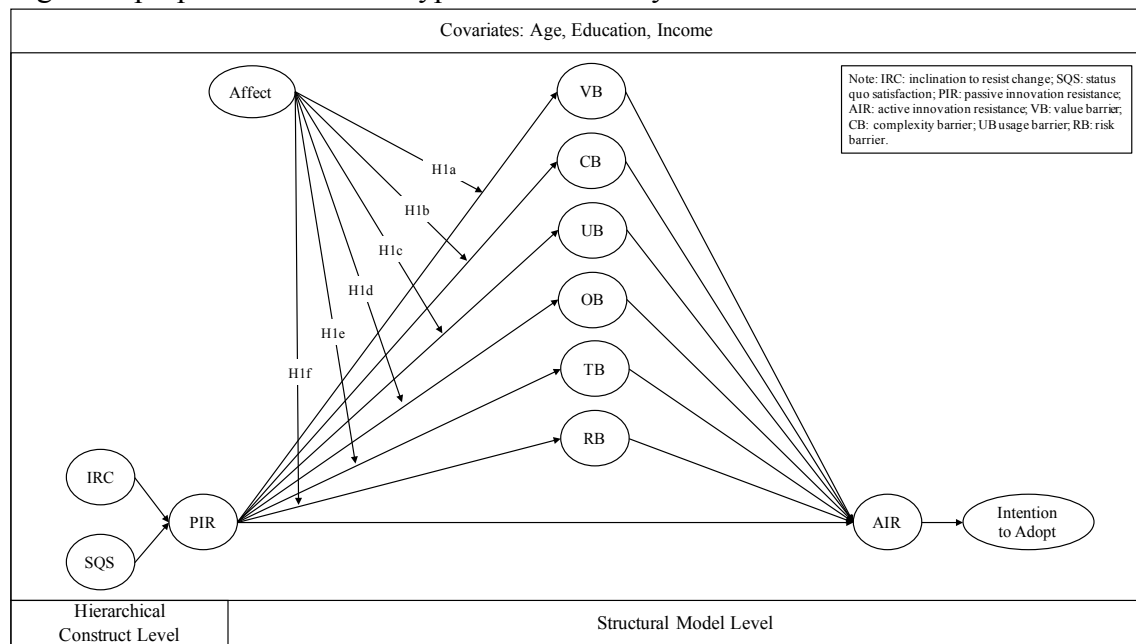 Covariates: Age, Education, Income
Affect
VB
Note: IRC: inclination to resist change; SQS: status
quo satisfaction; PIR: passive innovation resistance;
AIR: active innovation resistance; VB: value barrier;
CB: complexity barrier; UB usage barrier; RB: risk
barrier.
CB
H1a
H1b
UB
H1c
H1d
OB
H1e
H1f
TB
RB
IRC
PIR
AIR
Intention
to Adopt
SQS
Hierarchical
Construct Level
Structural Model Level